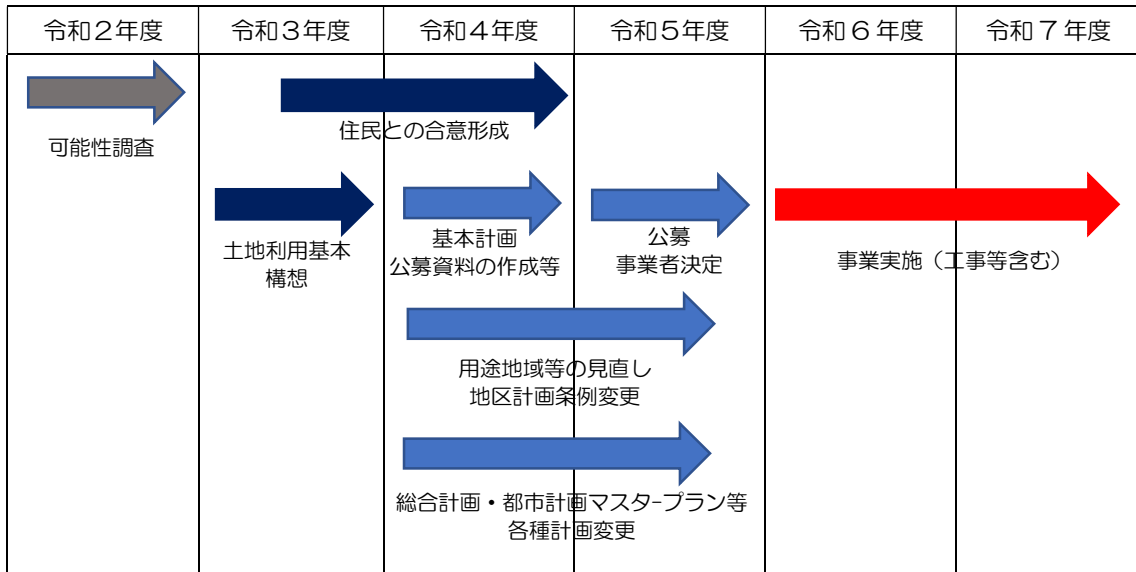 令和２年度
令和３年度
令和４年度
令和５年度
令和６年度
令和７年度
可能性調査
住民との合意形成
土地利用基本
構想
基本計画
公募資料の作成等
公募
事業者決定
事業実施（工事等含む）
用途地域等の見直し
地区計画条例変更
総合計画・都市計画マスタープラン等
各種計画変更